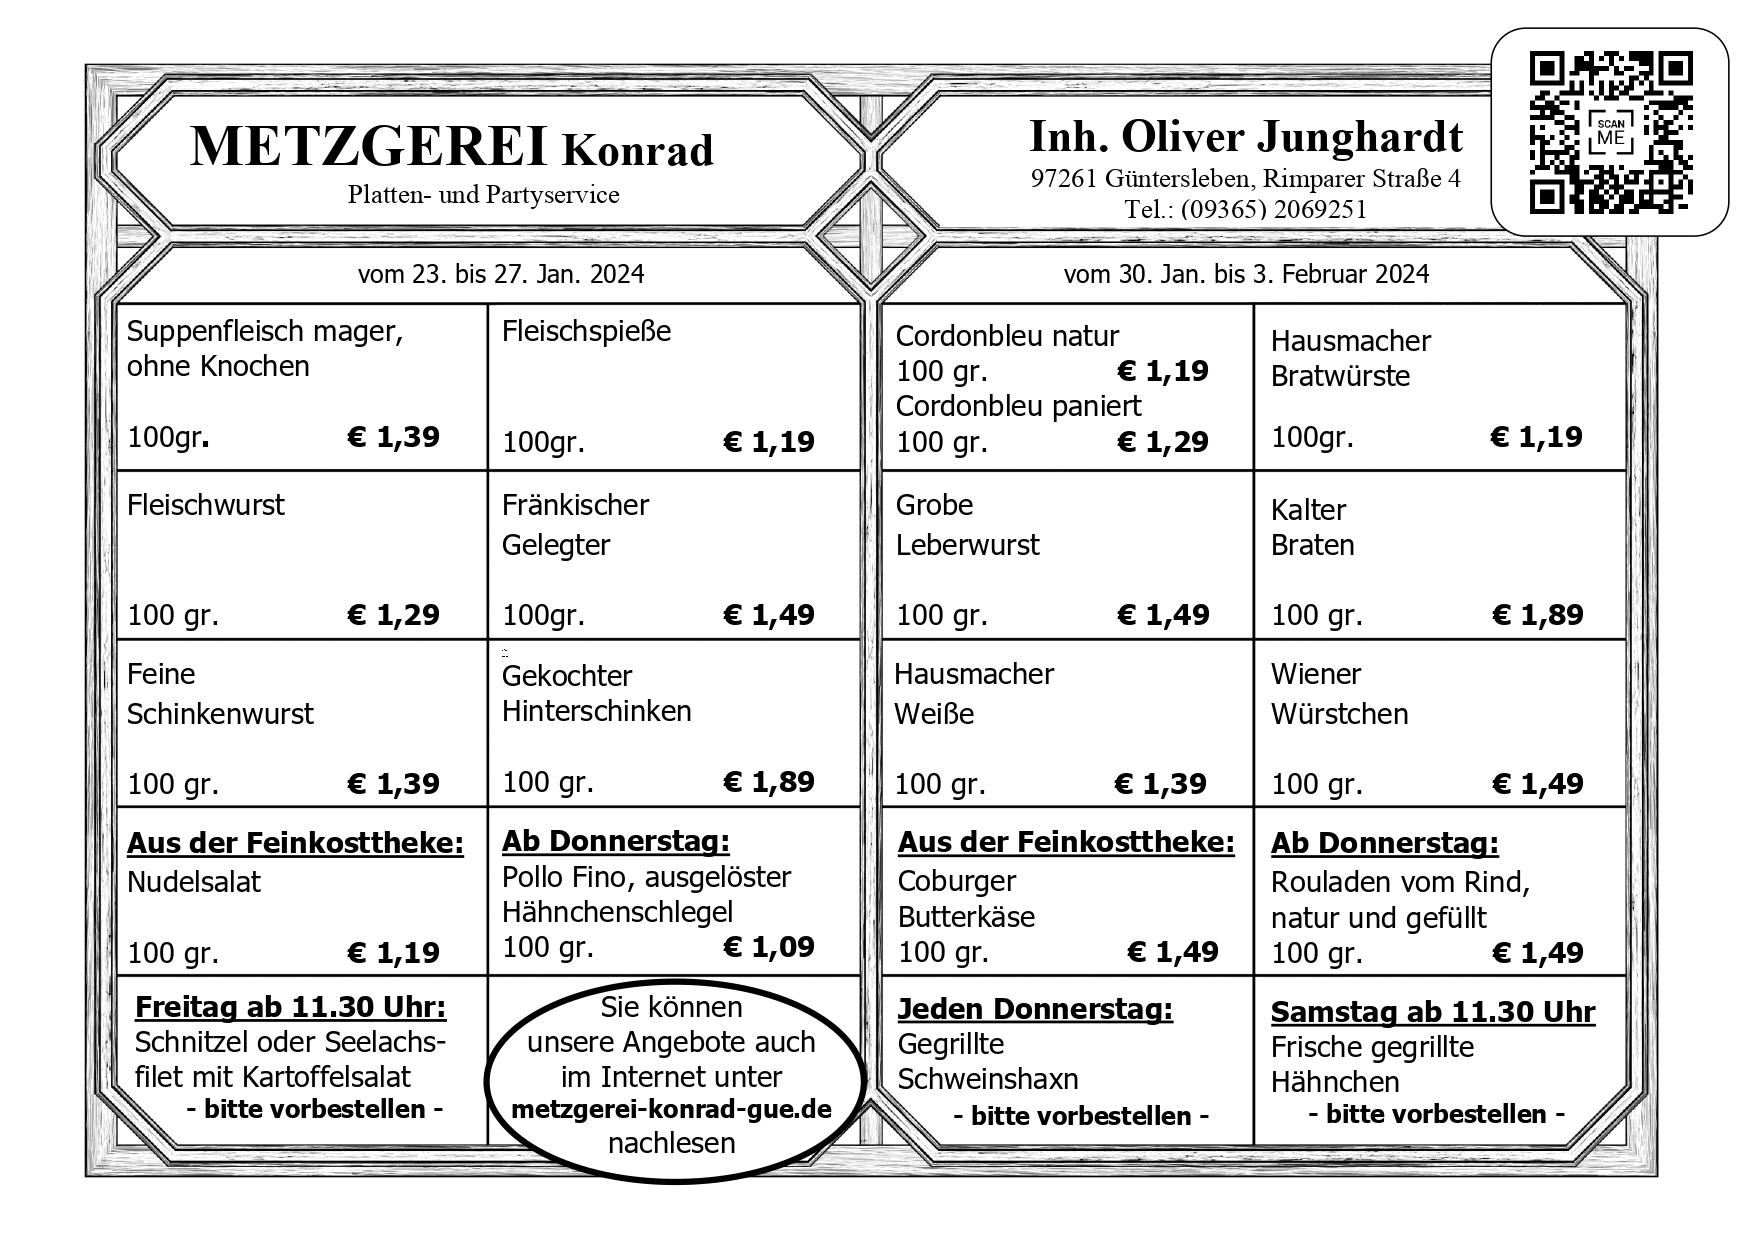 METZGEREI Konrad
Platten- und Partyservice
Inh. Oliver Junghardt
97261 Güntersleben, Rimparer Straße 4
Tel.: (09365) 2069251
SCAN
ME
vom 23. bis 27. Jan. 2024
Suppenfleisch mager,
ohne Knochen
100gr. € 1,39
Fleischspieße
100gr. € 1,19
Fleischwurst
100 gr. € 1,29
Fränkischer
Gelegter
100gr. € 1,49
Feine
Schinkenwurst
100 gr. € 1,39
Gekochter
Hinterschinken
100 gr. € 1,89
Aus der Feinkosttheke:
Nudelsalat
100 gr. € 1,19
Ab Donnerstag:
Pollo Fino, ausgelöster
Hähnchenschlegel
100 gr. € 1,09
Freitag ab 11.30 Uhr:
Schnitzel oder Seelachs-
filet mit Kartoffelsalat
- bitte vorbestellen -
Sie können
unsere Angebote auch
im Internet unter
metzgerei-konrad-gue.de
nachlesen
vom 30. Jan. bis 3. Februar 2024
Cordonbleu natur
100 gr. € 1,19
Cordonbleu paniert
100 gr. € 1,29
Hausmacher
Bratwürste
100gr. € 1,19
Grobe
Leberwurst
100 gr. € 1,49
Kalter
Braten
100 gr. € 1,89
Hausmacher
Weiße
100 gr. € 1,39
Wiener
Würstchen
100 gr. € 1,49
Aus der Feinkosttheke:
Coburger
Butterkäse
100 gr. € 1,49
Ab Donnerstag:
Rouladen vom Rind,
natur und gefüllt
100 gr. € 1,49
Jeden Donnerstag:
Gegrillte
Schweinshaxn
- bitte vorbestellen -
Samstag ab 11.30 Uhr
Frische gegrillte
Hähnchen
- bitte vorbestellen -